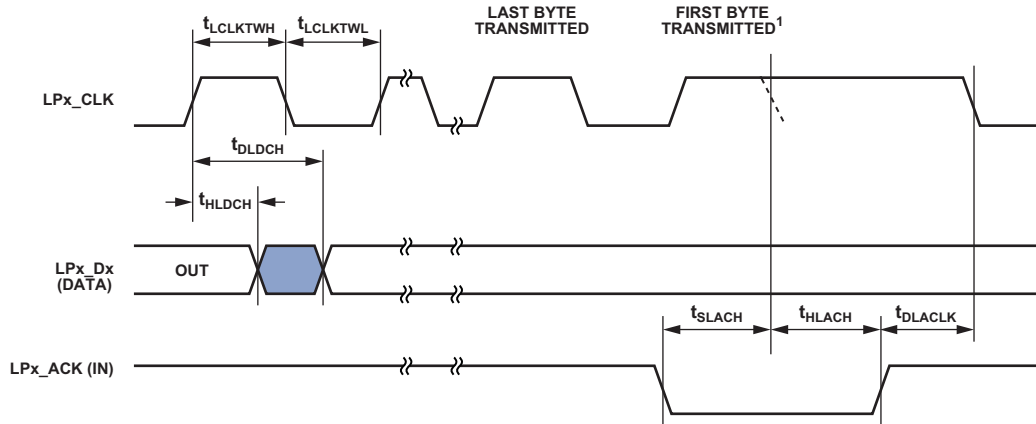 LAST BYTE
TRANSMITTED
FIRST BYTE
TRANSMITTED1
tLCLKTWH
tLCLKTWL
LPx_CLK
tDLDCH
tHLDCH
LPx_Dx
(DATA)
OUT
tSLACH
tHLACH
tDLACLK
LPx_ACK (IN)